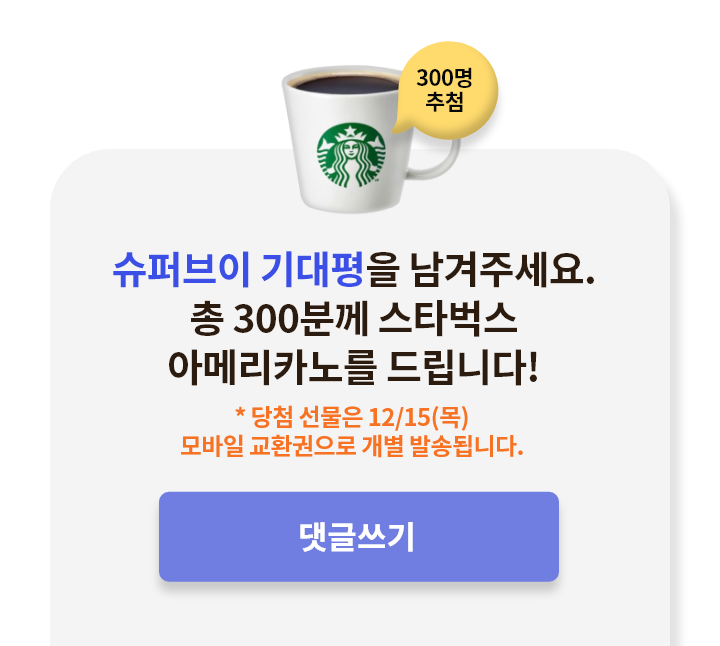 300명
추첨
슈퍼브이 기대평을 남겨주세요.
총 300분께 스타벅스
아메리카노를 드립니다!
* 당첨 선물은 12/15(목)
모바일 교환권으로 개별 발송됩니다.
댓글쓰기